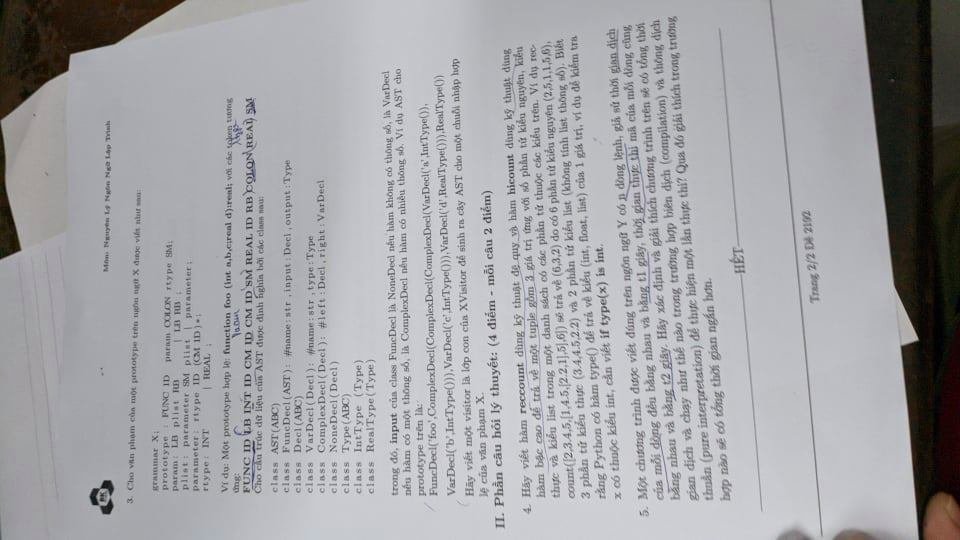 BK
Môn: Nguyên Lý Ngôn Ngữ Lập Trình
3. Cho văn phạm của một prototype trên ngôn ngữ X được viết như sau:
grammar X;
prototype : FUNC ID param COLON rtype SM;
param: LB plist RB | LB RB ;
plist: parameter SM plist | parameter;
parameter: rtype ID (CM ID)*;
rtype: INT | REAL ;
Ví dụ: Một prototype hợp lệ: function foo (int a,b,c;real d):real; với các token tương
ứng:
FUNC ID LB INT ID CM ID CM ID SM REAL ID RB COLON REAL SM
Cho cấu trúc dữ liệu của AST được định nghĩa bởi các class sau:
class AST(ABC)
class FuncDecl(AST): #name:str,input:Decl,output:Type
class Decl(ABC)
class VarDecl(Decl): #name:str,type:Type
class ComplexDecl(Decl): #left:Decl,right:VarDecl
class NoneDecl(Decl)
class Type(ABC)
class IntType (Type)
class RealType(Type)
trong đó, input của class FuncDecl là NoneDecl nếu hàm không có thông số, là VarDecl
nếu hàm có một thông số, là ComplexDecl nếu hàm có nhiều thông số. Ví dụ AST cho
prototype trên là:
FuncDecl('foo',ComplexDecl(ComplexDecl(ComplexDecl(VarDecl('a',IntType()),
VarDecl('b',IntType())),VarDecl('c',IntType())),VarDecl('d',RealType())),RealType())
Hãy viết một visitor là lớp con của XVisitor để sinh ra cây AST cho một chuỗi nhập hợp
lệ của văn phạm X.
II. Phần câu hỏi lý thuyết: (4 điểm - mỗi câu 2 điểm)
4. Hãy viết hàm reccount dùng kỹ thuật đệ quy và hàm hicount dùng kỹ thuật dùng
hàm bậc cao để trả về một tuple gồm 3 giá trị ứng với số phần tử kiểu nguyên, kiểu
thực và kiểu list trong một danh sách có các phần tử thuộc các kiểu trên. Ví dụ rec-
count([2,3.4,5,[1,4.5,[2.2,1],5],6]) sẽ trả về (6,3,2) do có 6 phần tử kiểu nguyên (2,5,1,1,5,6),
3 phần tử kiểu thực (3.4,4.5,2.2) và 2 phần tử kiểu list (không tính list thông số). Biết
rằng Python có hàm type() để trả về kiểu (int, float, list) của 1 giá trị, ví dụ để kiểm tra
x có thuộc kiểu int, cần viết if type(x) is int.
5. Một chương trình được viết đúng trên ngôn ngữ Y có n dòng lệnh, giả sử thời gian dịch
của mỗi dòng đều bằng nhau và bằng t1 giây, thời gian thực thi mã của mỗi dòng cũng
bằng nhau và bằng t2 giây. Hãy xác định và giải thích chương trình trên sẽ có tổng thời
gian dịch và chạy như thế nào trong trường hợp biên dịch (compilation) và thông dịch
thuần (pure interpretation) để thực hiện một lần thực thi? Qua đó giải thích trong trường
hợp nào sẽ có tổng thời gian ngắn hơn.
HẾT
Trang 2/2 Đề 2192